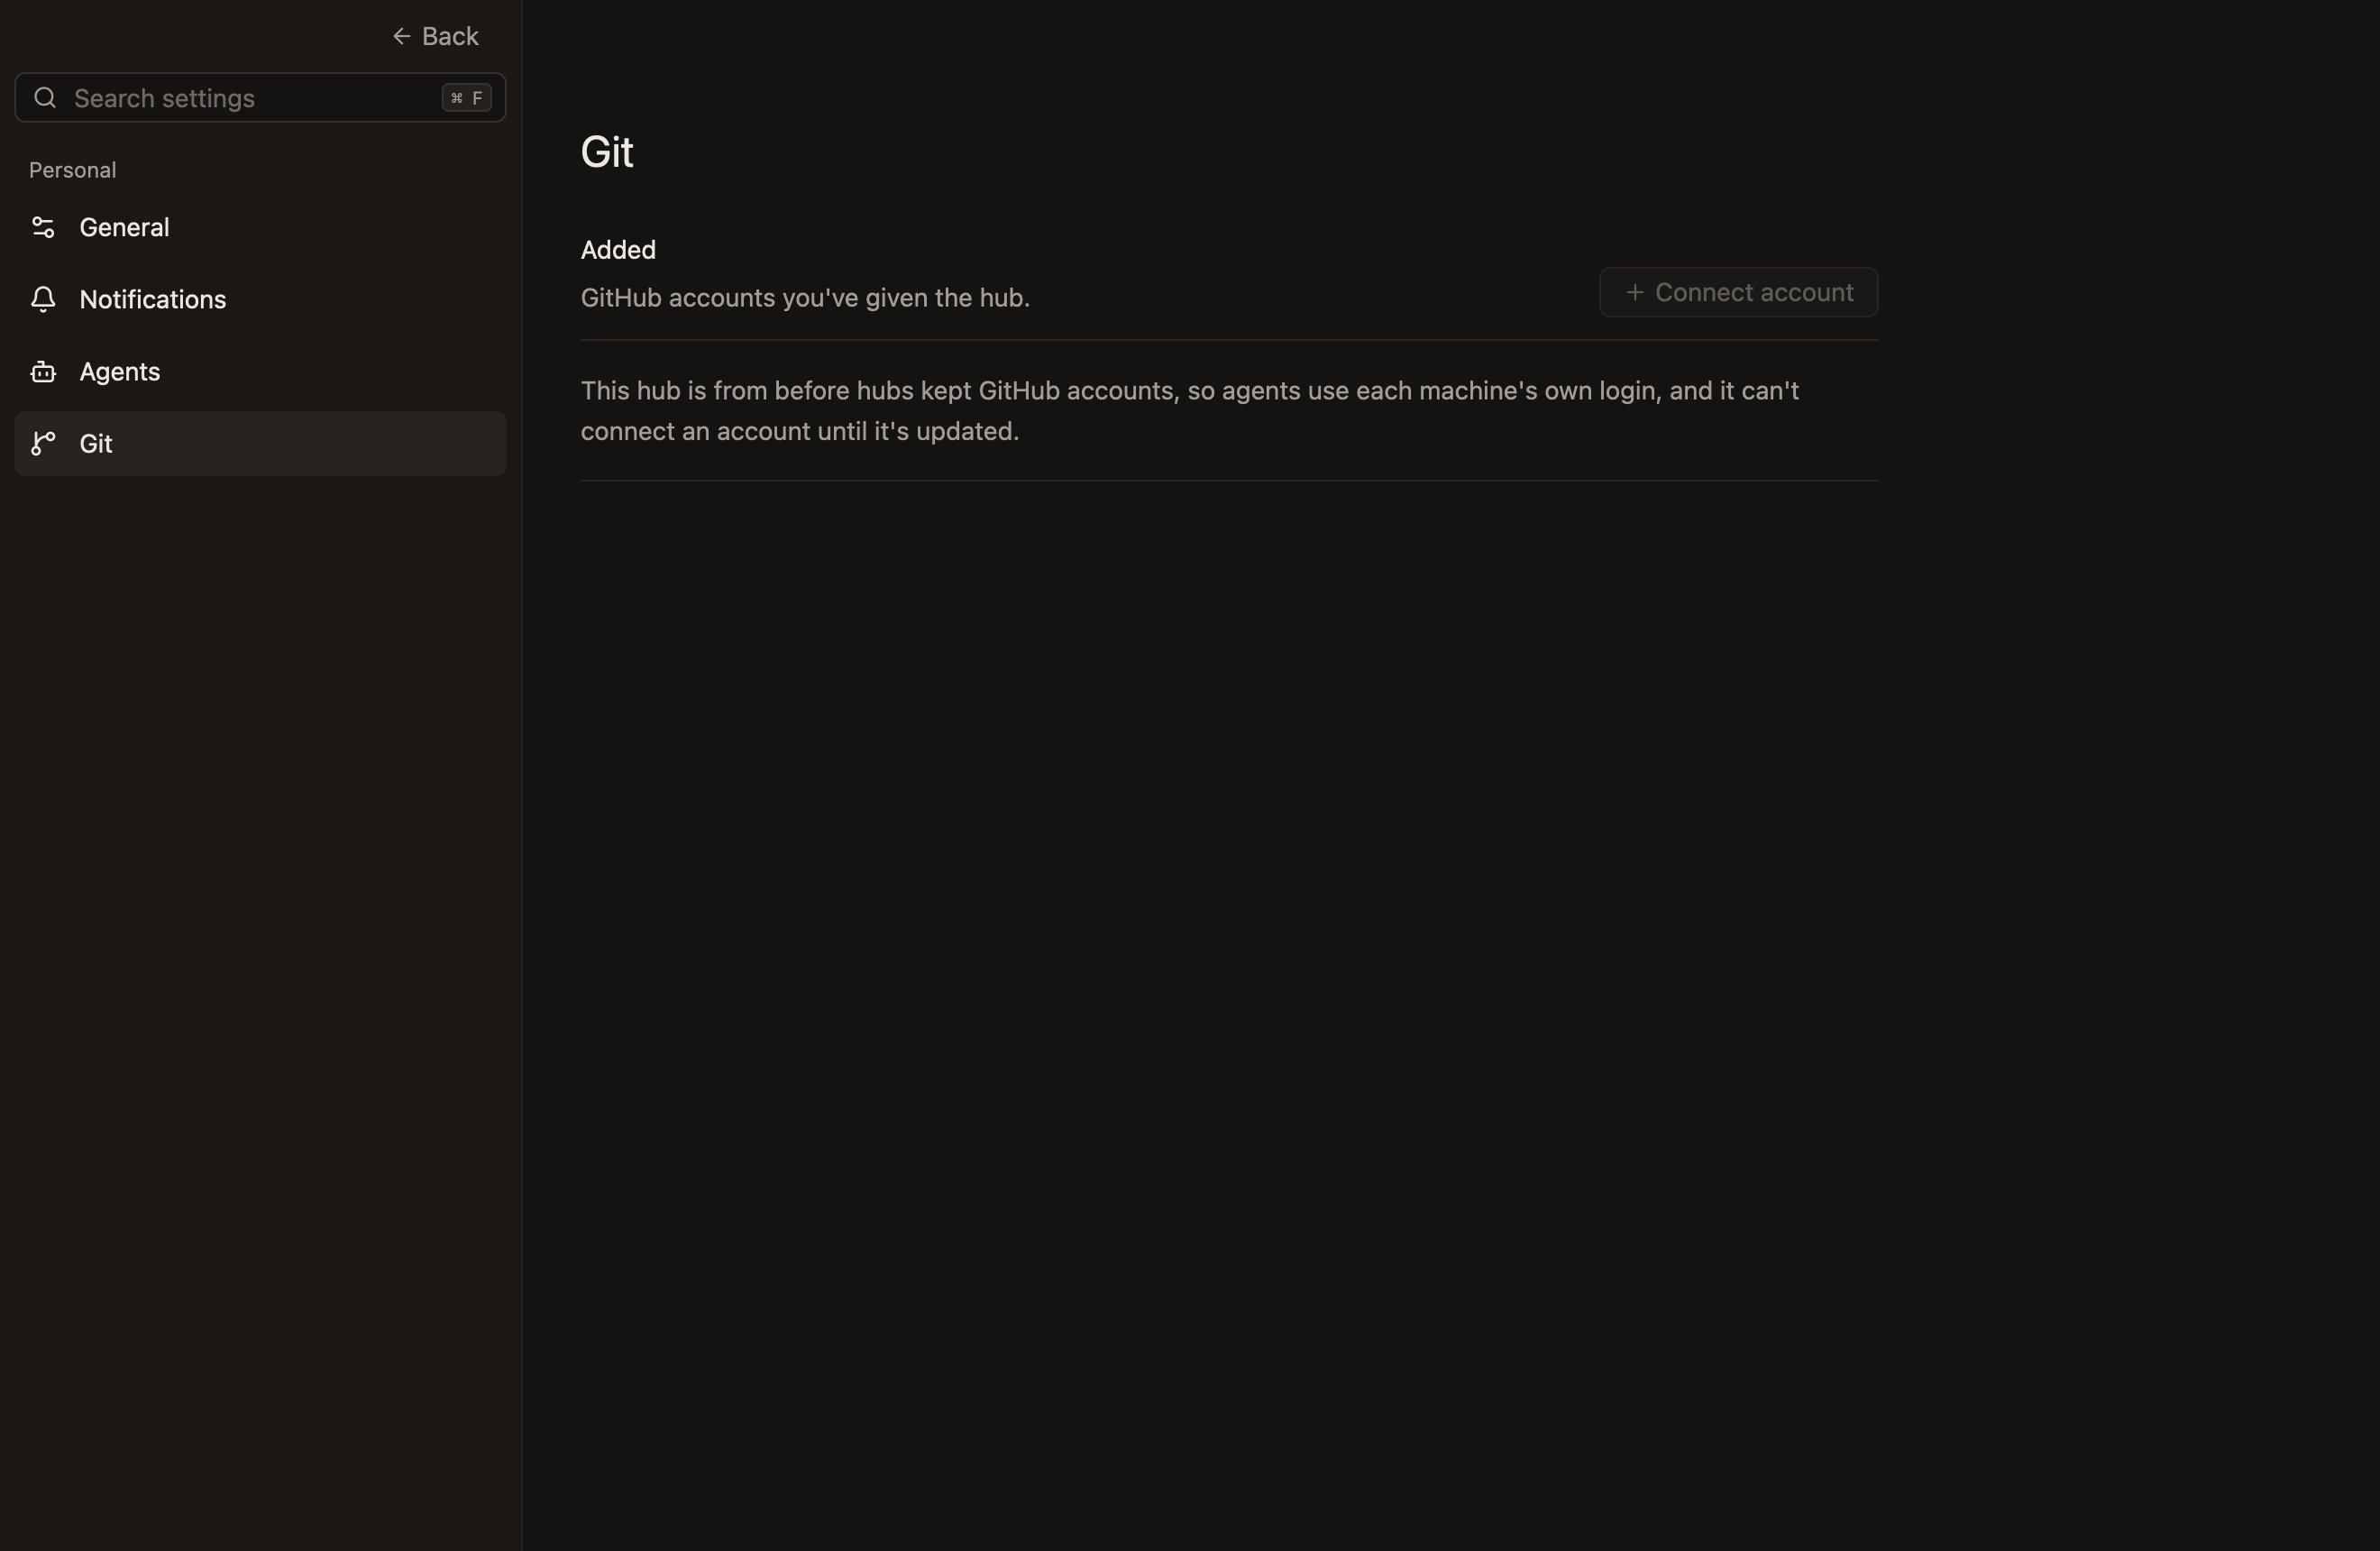 Back
Search settings
⌘ F
Personal
General
Notifications
Agents
Git
Git
Added
GitHub accounts you've given the hub.
Connect account
This hub is from before hubs kept GitHub accounts, so agents use each machine's own login, and it can't
connect an account until it's updated.